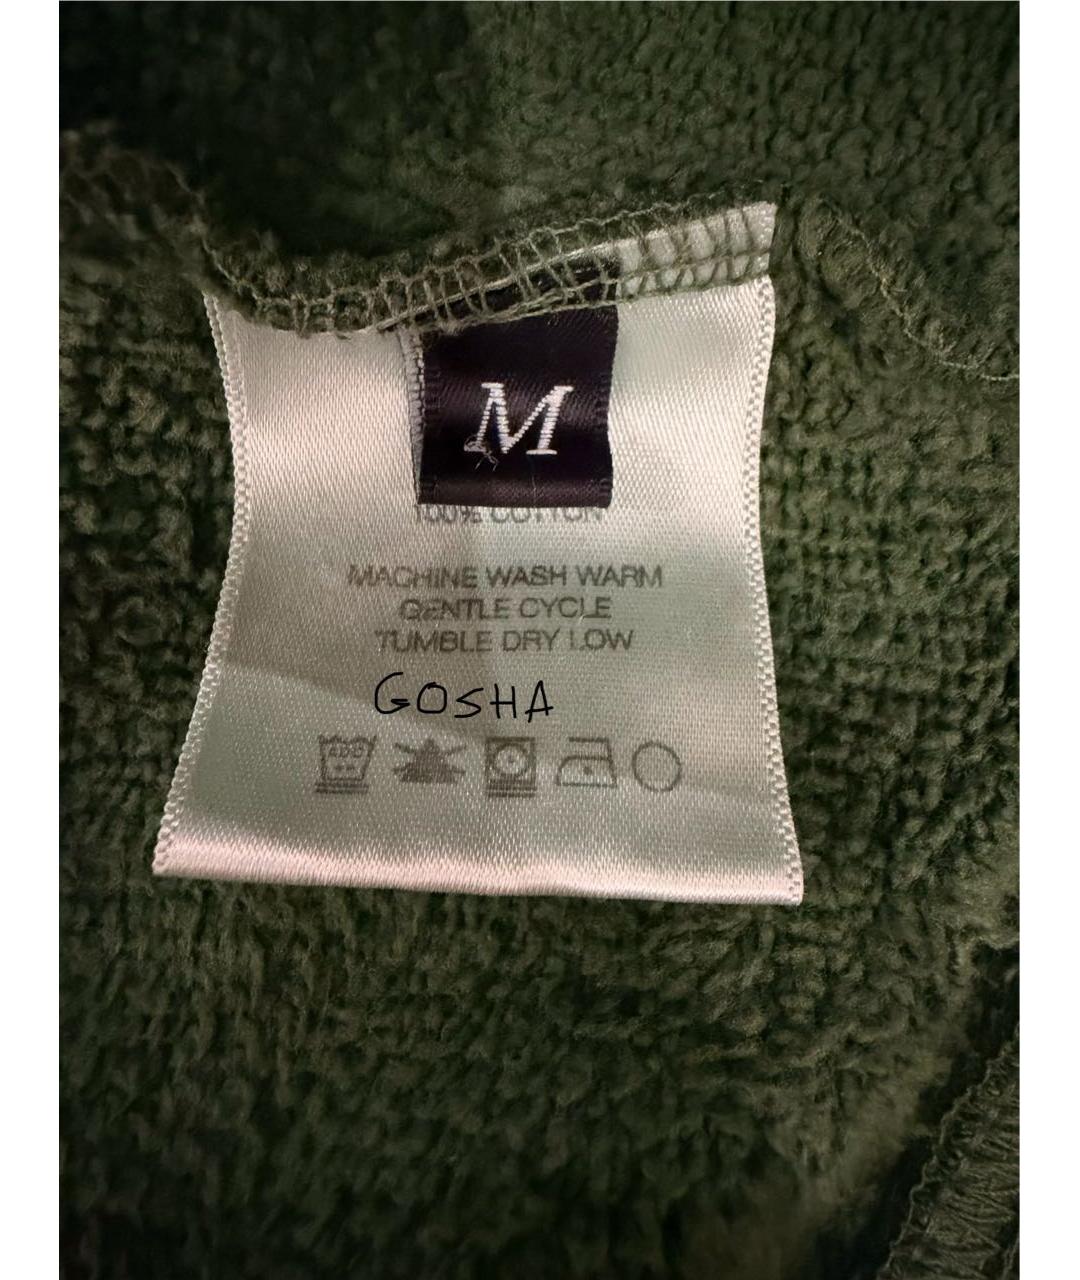 M
100% COTTON
MACHINE WASH WARM
GENTLE CYCLE
TUMBLE DRY LOW
GOSHA